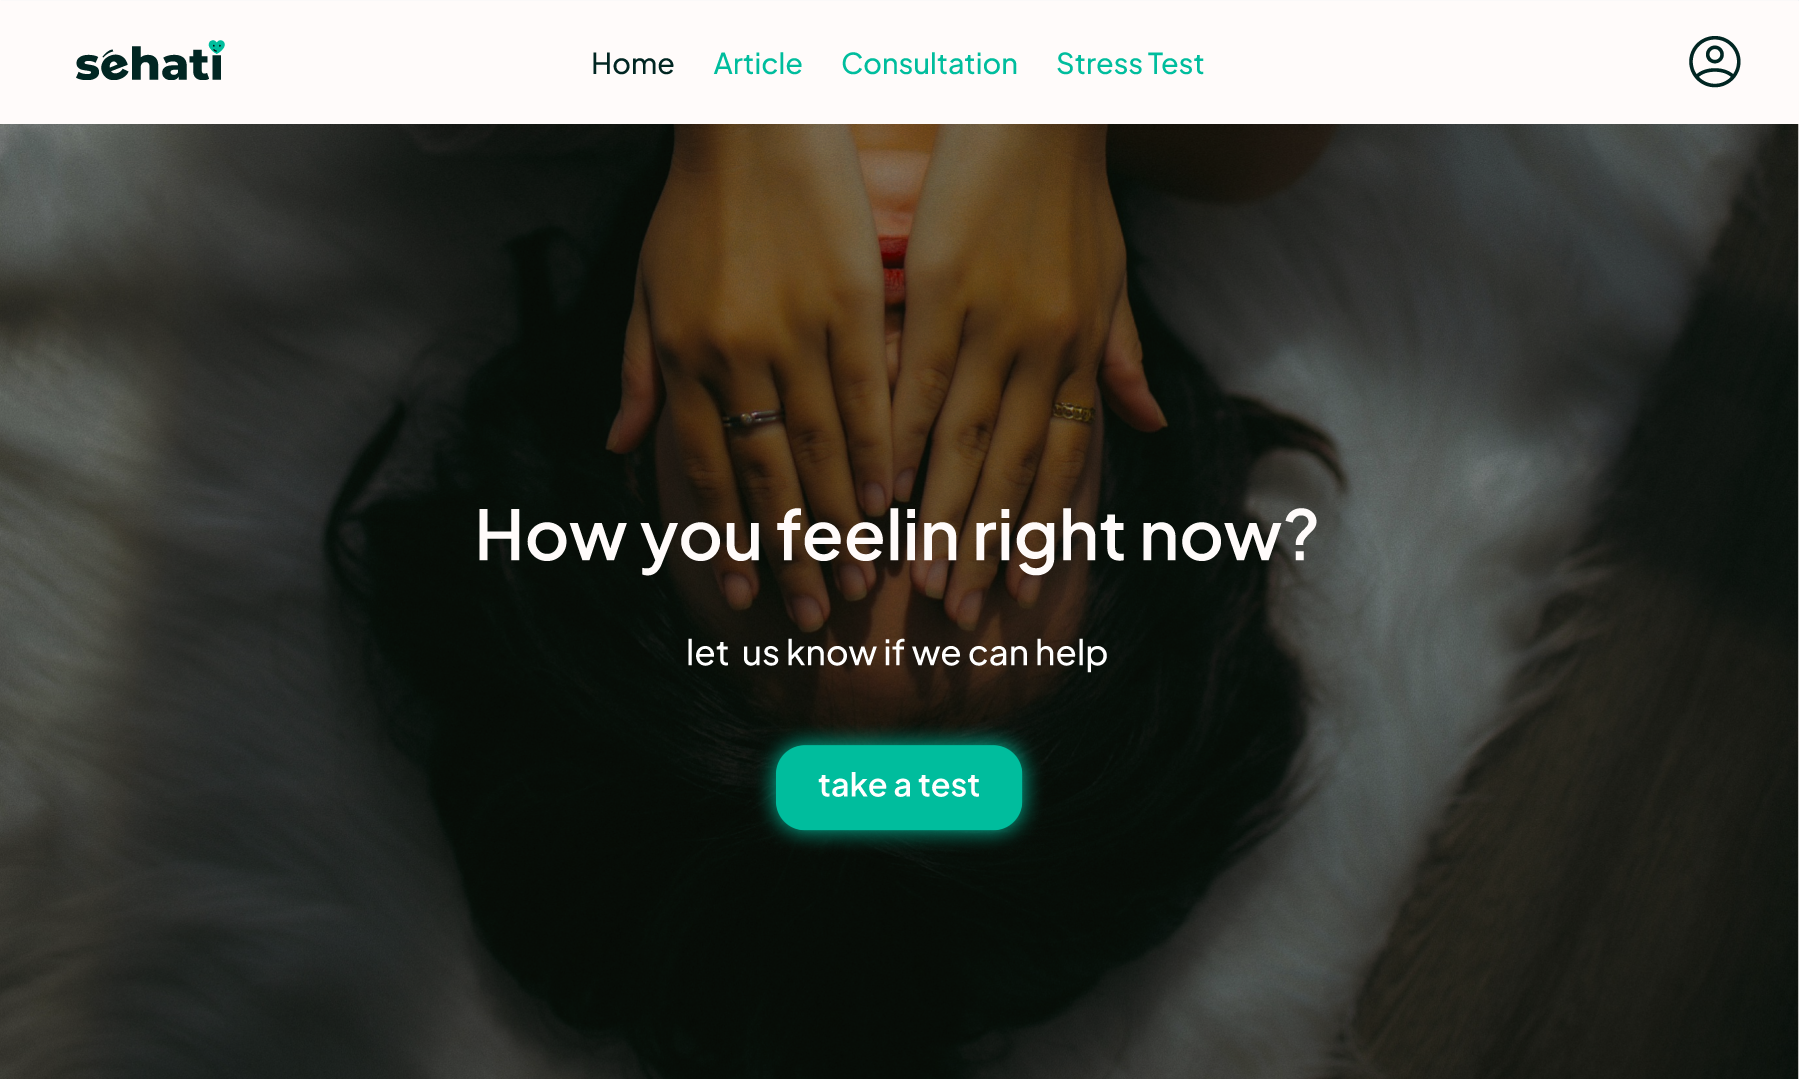 sehati
Home Article Consultation Stress Test
How you feelin right now?
let us know if we can help
take a test